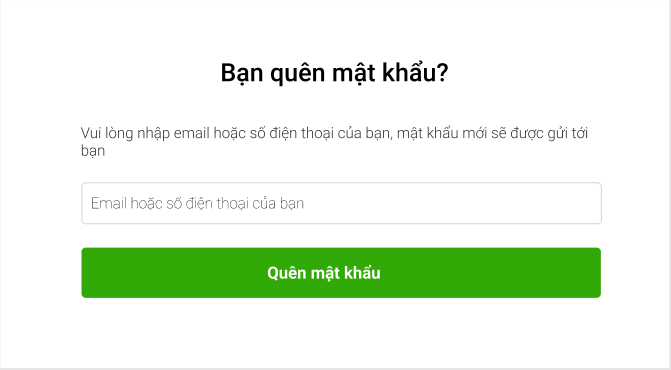 Bạn quên mật khẩu?
Vui lòng nhập email hoặc số điện thoại của bạn, mật khẩu mới sẽ được gửi tới
bạn
Email hoặc số điện thoại của bạn
Quên mật khẩu